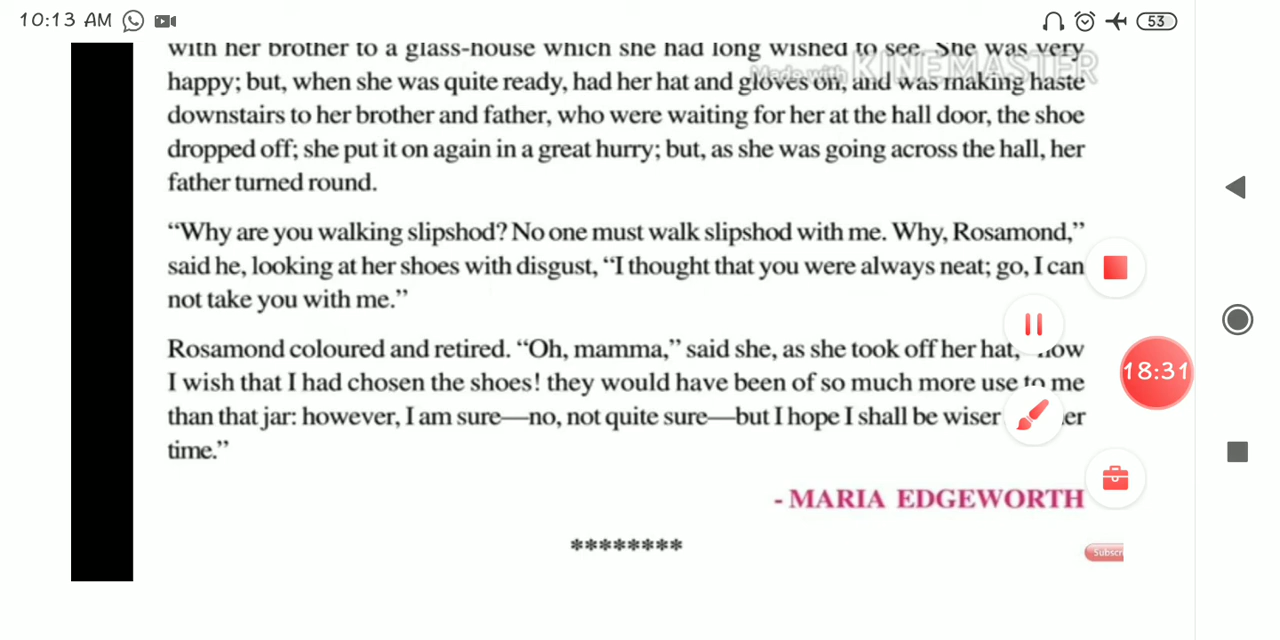 10:13 AM
53
with her brother to a glass-house which she had long wished to see. She was very
Made with KINEMASTER
happy; but, when she was quite ready, had her hat and gloves on, and was making haste
downstairs to her brother and father, who were waiting for her at the hall door, the shoe
dropped off; she put it on again in a great hurry; but, as she was going across the hall, her
father turned round.
“Why are you walking slipshod? No one must walk slipshod with me. Why, Rosamond,”
said he, looking at her shoes with disgust, “I thought that you were always neat; go, I can
not take you with me.”
Rosamond coloured and retired. “Oh, mamma,” said she, as she took off her hat,
I wish that I had chosen the shoes! they would have been of so much more use to me
18:31
than that jar: however, I am sure—no, not quite sure—but I hope I shall be wiser
time.”
- MARIA EDGEWORTH
********
Subscr